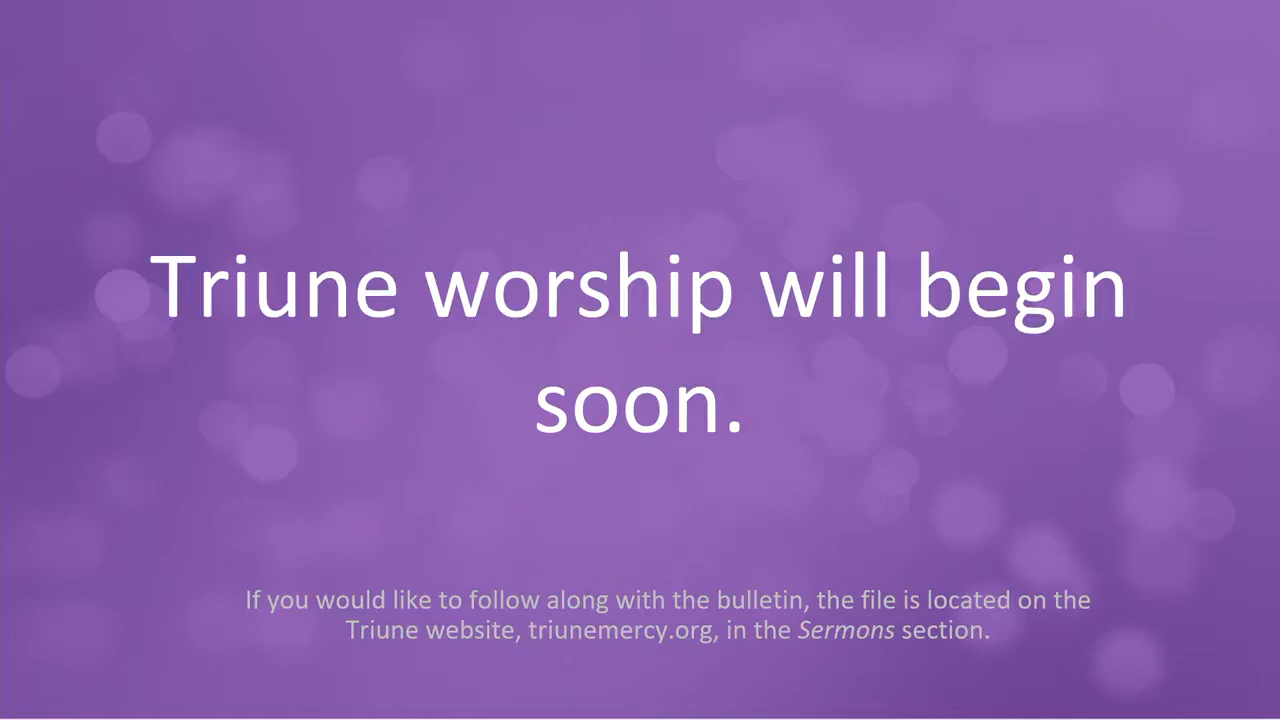 Triune worship will begin
soon.
If you would like to follow along with the bulletin, the file is located on the
Triune website, triunemercy.org, in the Sermons section.